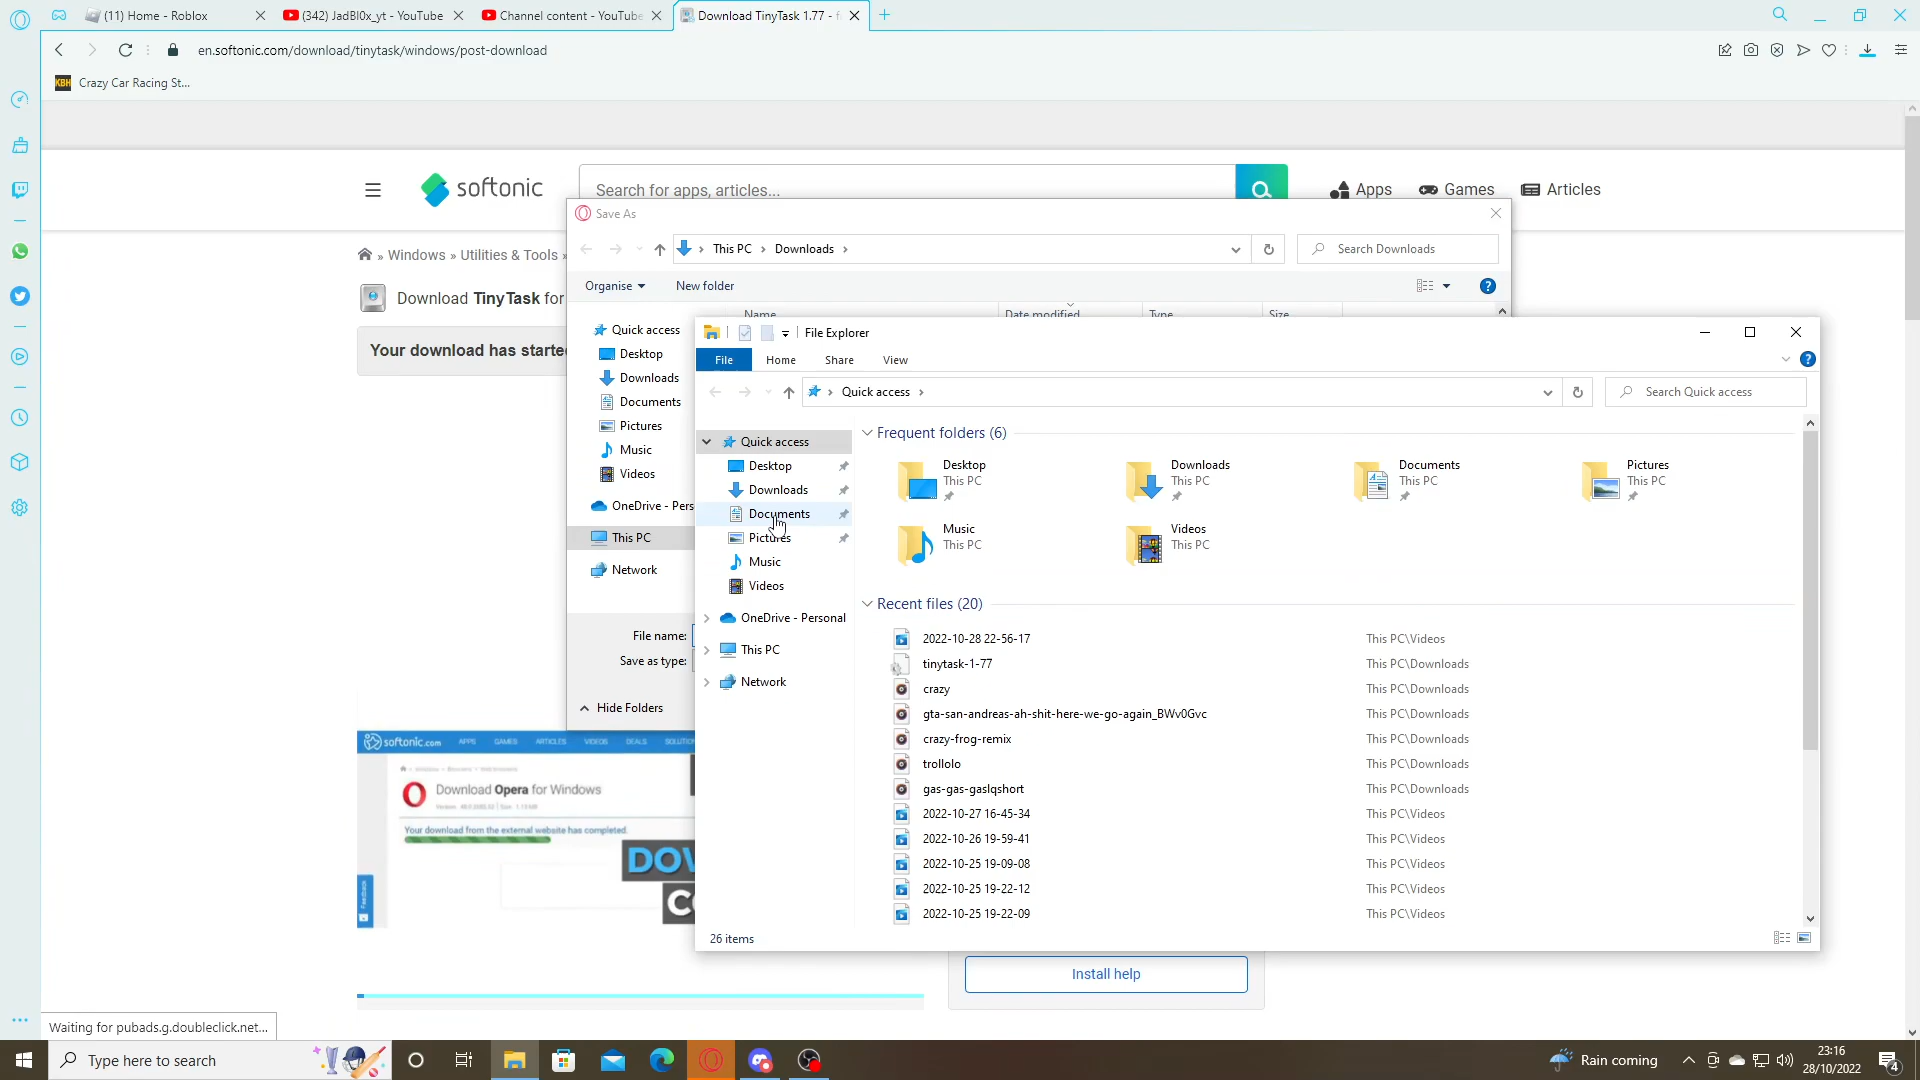 (11) Home - Roblox
(342) JadBl0x_yt - YouTube
Channel content - YouTube
Download TinyTask 1.77 - f
en.softonic.com/download/tinytask/windows/post-download
KBH Crazy Car Racing St...
softonic
Search for apps, articles...
Apps
Games
Articles
» Windows » Utilities & Tools »
Download TinyTask for
Your download has starte
Save As
This PC
Downloads
Search Downloads
Organise
New folder
Name
Date modified
Type
Size
Quick access
Desktop
Downloads
Documents
Pictures
Music
Videos
OneDrive - Pers
This PC
Network
File name:
Save as type:
Hide Folders
File Explorer
File
Home
Share
View
Quick access
Search Quick access
Quick access
Desktop
Downloads
Documents
Pictures
Music
Videos
OneDrive - Personal
This PC
Network
Frequent folders (6)
Desktop
This PC
Downloads
This PC
Documents
This PC
Pictures
This PC
Music
This PC
Videos
This PC
Recent files (20)
2022-10-28 22-56-17 This PC\Videos
tinytask-1-77 This PC\Downloads
crazy This PC\Downloads
gta-san-andreas-ah-shit-here-we-go-again_BWv0Gvc This PC\Downloads
crazy-frog-remix This PC\Downloads
trollolo This PC\Downloads
gas-gas-gaslqshort This PC\Downloads
2022-10-27 16-45-34 This PC\Videos
2022-10-26 19-59-41 This PC\Videos
2022-10-25 19-09-08 This PC\Videos
2022-10-25 19-22-12 This PC\Videos
2022-10-25 19-22-09 This PC\Videos
26 items
softonic.com APPS GAMES ARTICLES VIDEOS DEALS SOLUTIO
Download Opera for Windows
Your download from the external website has completed.
DOW
CO
Feedback
Install help
Waiting for pubads.g.doubleclick.net...
Type here to search
Rain coming
23:16
28/10/2022
4